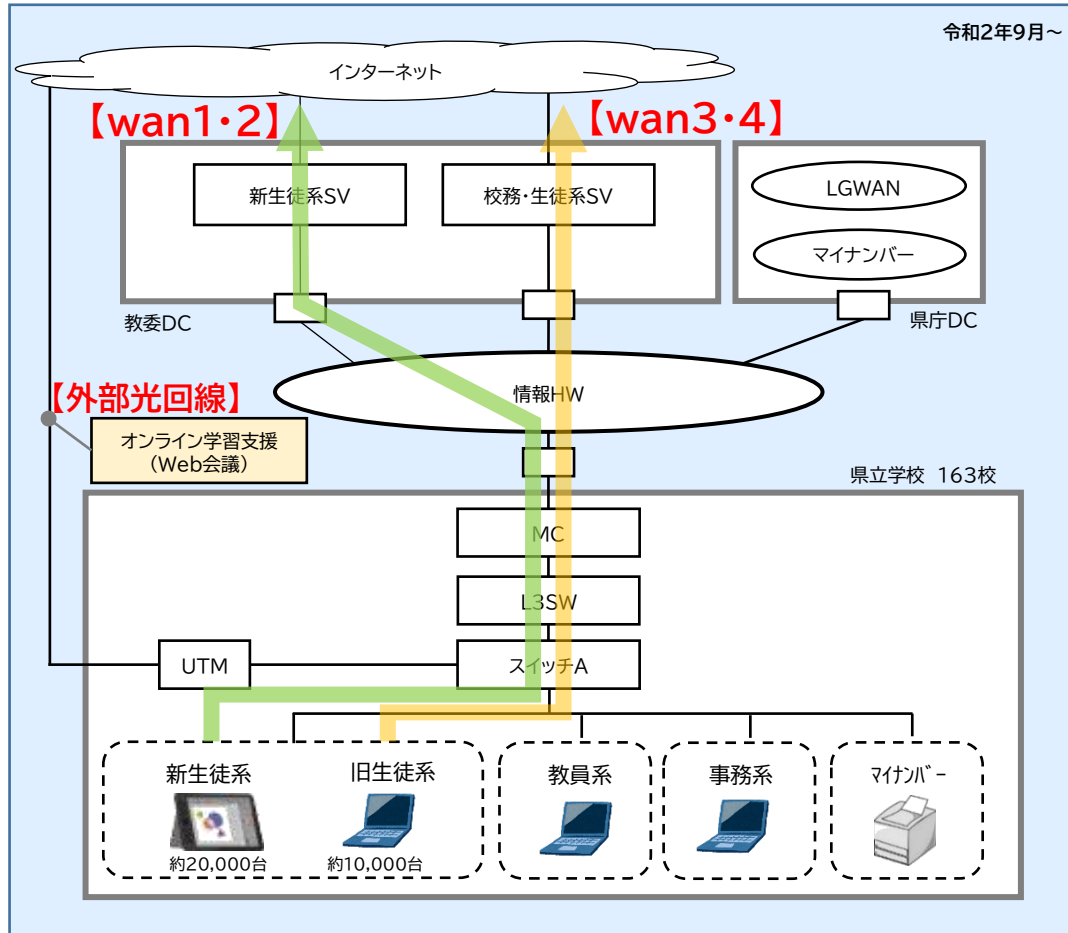 令和2年9月～
インターネット
【wan1・2】
【wan3・4】
新生徒系SV
校務・生徒系SV
LGWAN
マイナンバー
教委DC
県庁DC
情報HW
【外部光回線】
オンライン学習支援
（Web会議）
県立学校 163校
MC
L3SW
UTM
スイッチA
新生徒系
旧生徒系
教員系
事務系
ﾏｲﾅﾝﾊﾞｰ
約20,000台
約10,000台